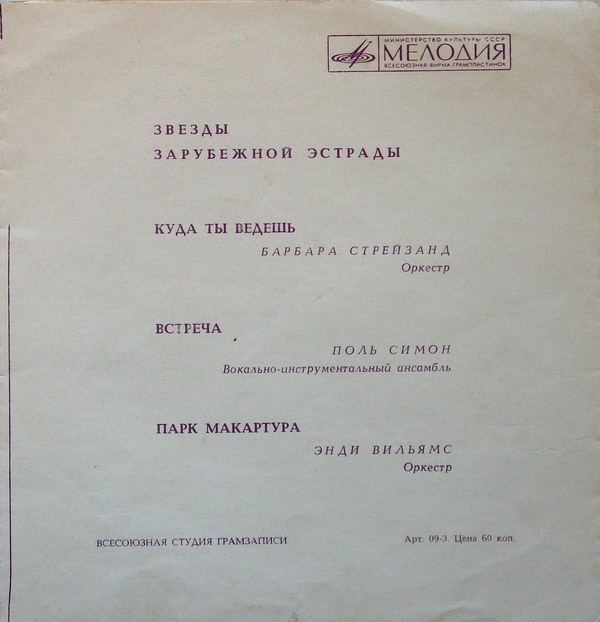 МИНИСТЕРСТВО КУЛЬТУРЫ СССР
МЕЛОДИЯ
ВСЕСОЮЗНАЯ ФИРМА ГРАМПЛАСТИНОК
ЗВЕЗДЫ
ЗАРУБЕЖНОЙ ЭСТРАДЫ
КУДА ТЫ ВЕДЕШЬ
БАРБАРА СТРЕЙЗАНД
Оркестр
ВСТРЕЧА
ПОЛЬ СИМОН
Вокально-инструментальный ансамбль
ПАРК МАКАРТУРА
ЭНДИ ВИЛЬЯМС
Оркестр
ВСЕСОЮЗНАЯ СТУДИЯ ГРАМЗАПИСИ
Арт. 09-3. Цена 60 коп.